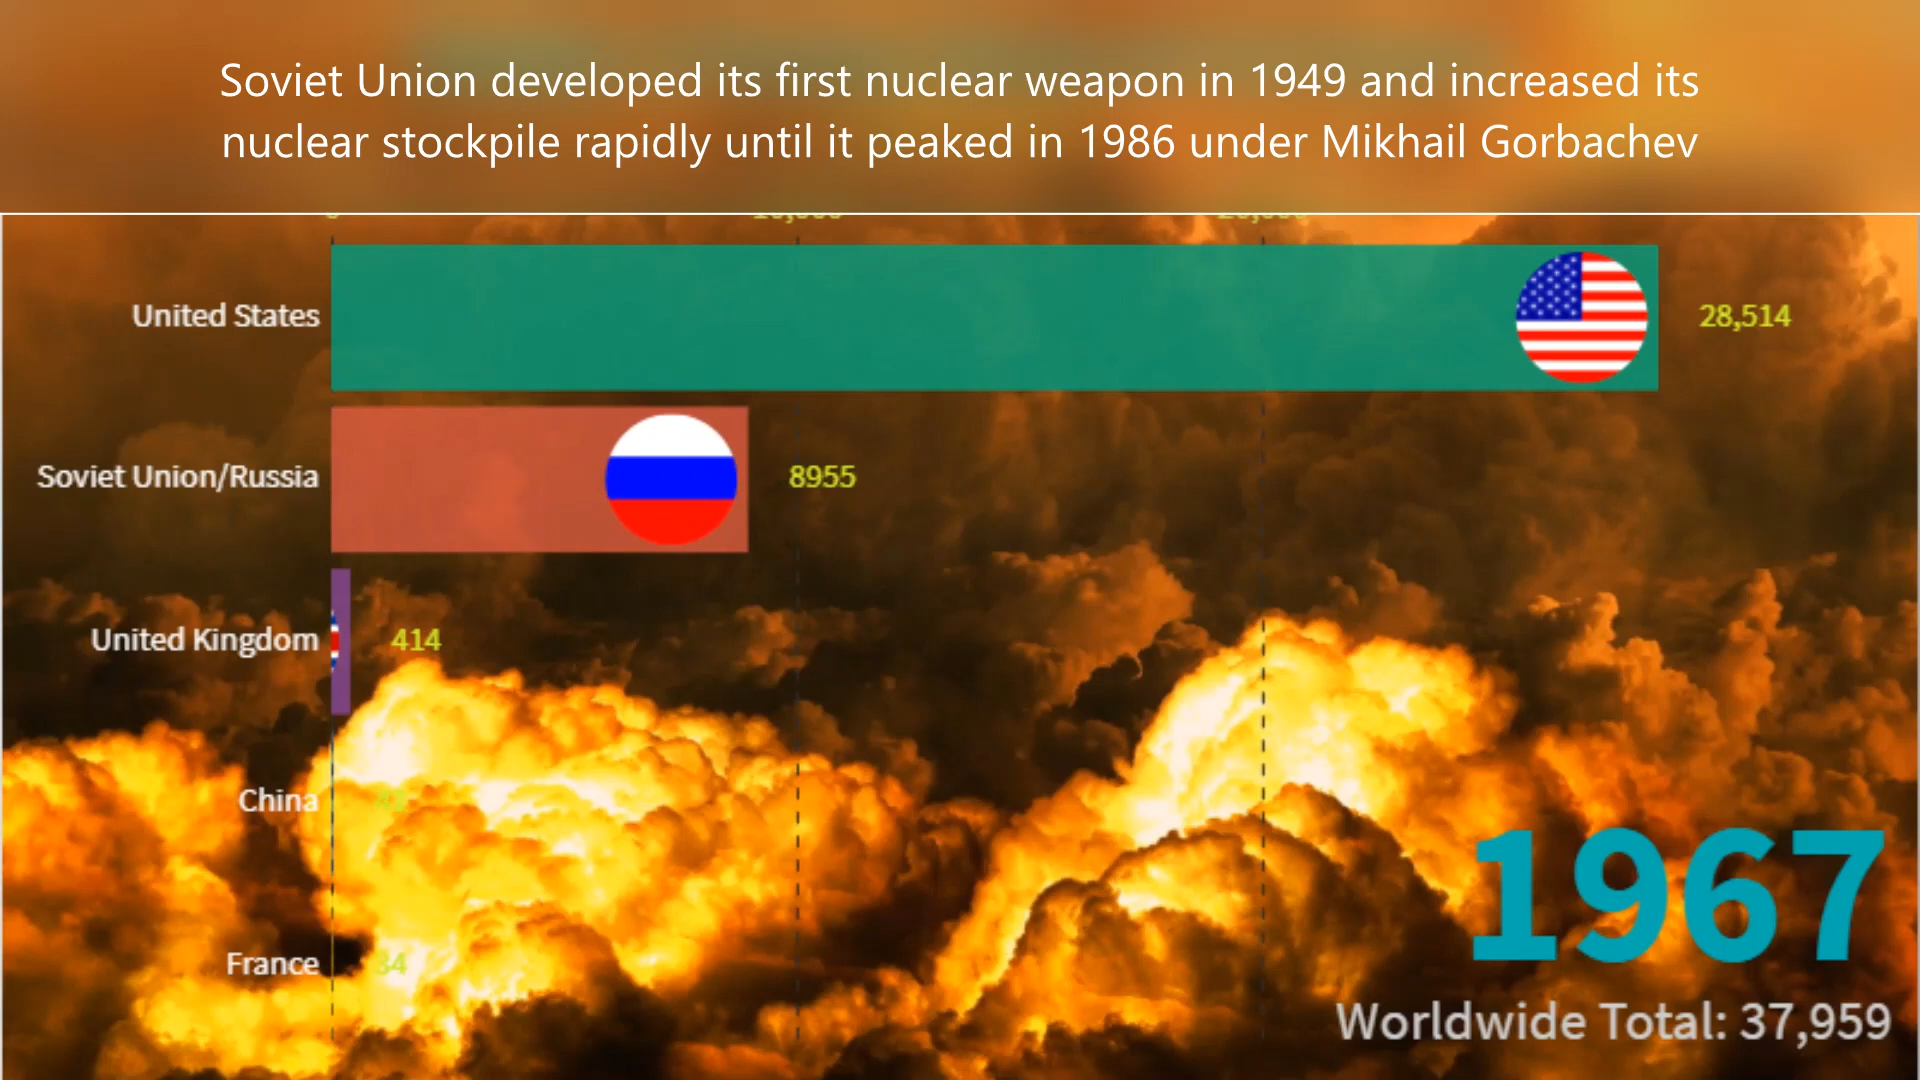 Soviet Union developed its first nuclear weapon in 1949 and increased its
nuclear stockpile rapidly until it peaked in 1986 under Mikhail Gorbachev
United States 28,514
Soviet Union/Russia 8955
United Kingdom 414
China
France 34
1967
Worldwide Total: 37,959